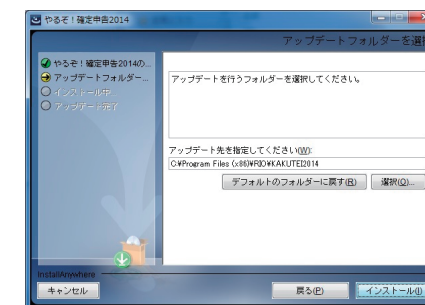 やるぞ！確定申告2014
アップデートフォルダーを選
やるぞ！確定申告2014の...
アップデートフォルダー...
インストール中...
アップデート完了
アップデートを行うフォルダーを選択してください。
アップデート先を指定してください(W):
C:¥Program Files (x86)¥RIO¥KAKUTEI2014
デフォルトのフォルダーに戻す(R)
選択(O)...
InstallAnywhere
キャンセル
戻る(P)
インストール(I)